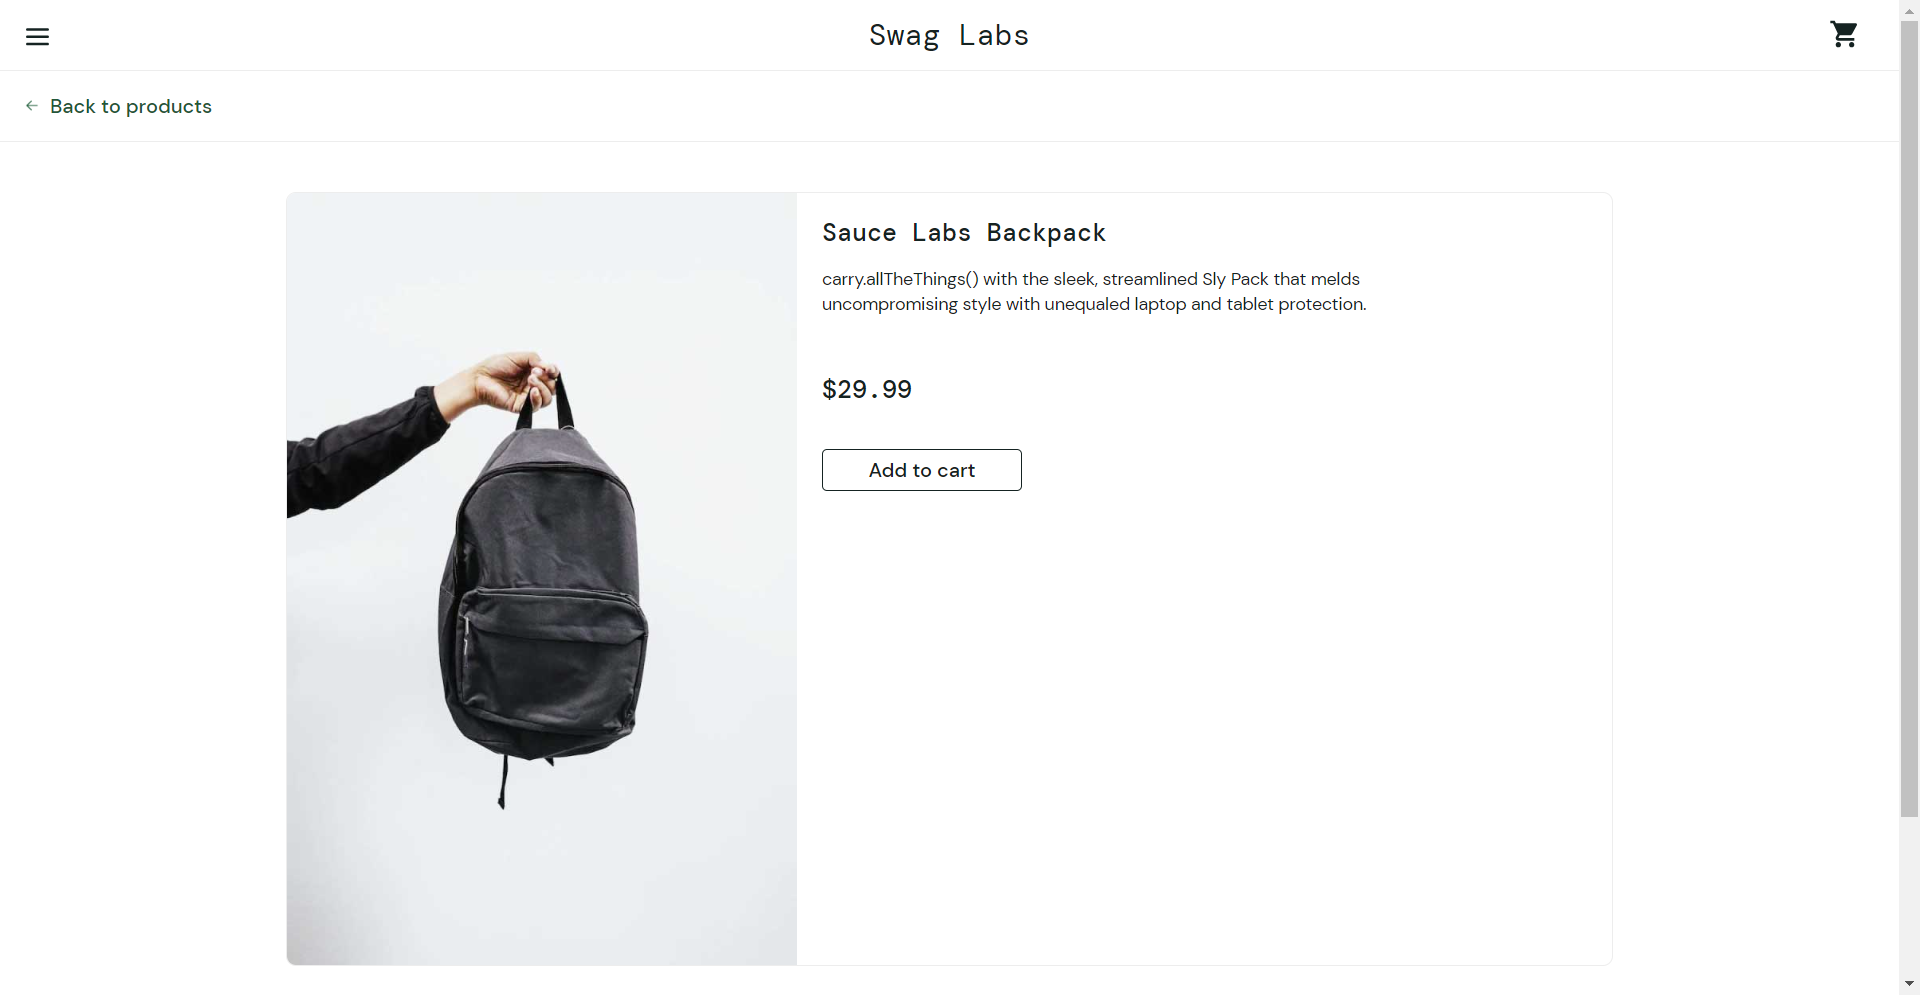 Swag Labs
Back to products
Sauce Labs Backpack
carry.allTheThings() with the sleek, streamlined Sly Pack that melds
uncompromising style with unequaled laptop and tablet protection.
$29.99
Add to cart